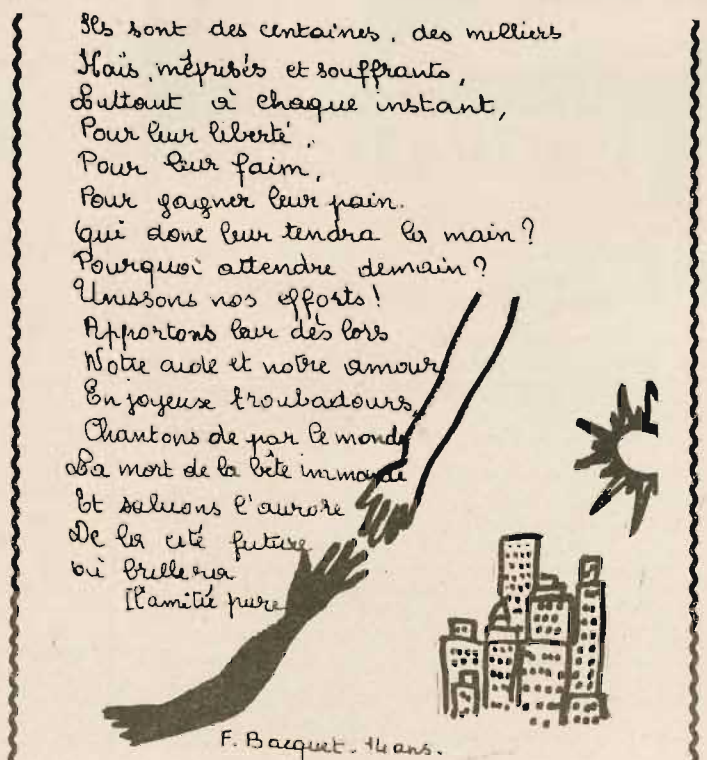 Ils sont des centaines, des milliers
Haïs, méprisés et souffrants,
Luttant à chaque instant,
Pour leur liberté,
Pour leur faim,
Pour gagner leur pain.
Qui donc leur tendra la main?
Pourquoi attendre demain?
Unissons nos efforts!
Apportons leur dès lors
Notre aide et notre amour
En joyeuse troubadours,
Chantons de par le monde
La mort de la bête immonde
Et saluons l'aurore
De la cité future
où brillera
[l'amitié pure
F. Bacquet. 14 ans.